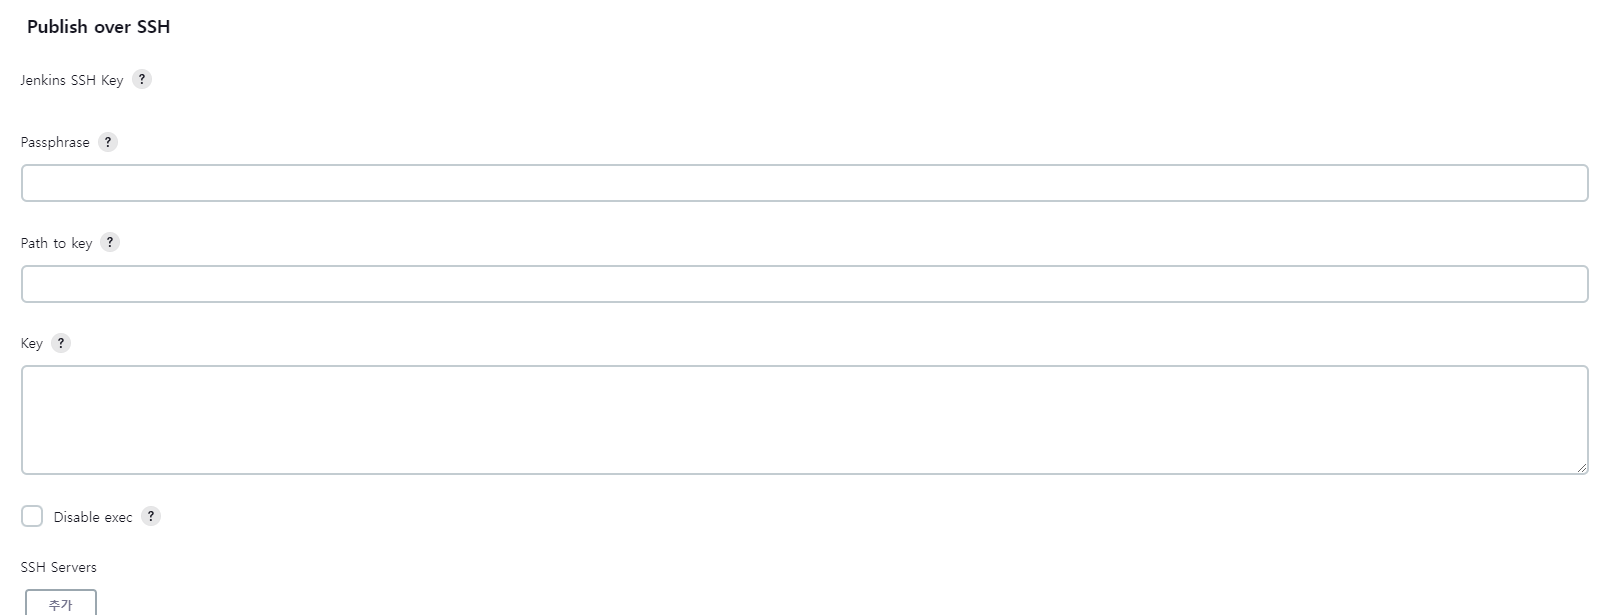 Publish over SSH
Jenkins SSH Key ?
Passphrase ?
Path to key ?
Key ?
Disable exec ?
SSH Servers
추가